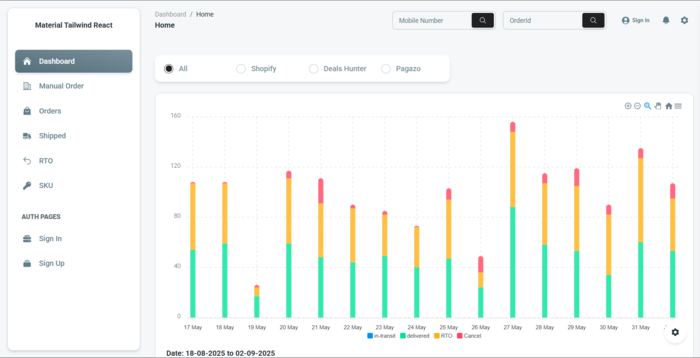 Material Tailwind React
Dashboard
Manual Order
Orders
Shipped
RTO
SKU
AUTH PAGES
Sign In
Sign Up
Dashboard / Home
Home
Mobile Number
OrderId
Sign In
All
Shopify
Deals Hunter
Pagazo
160
120
80
40
0
17 May 18 May 19 May 20 May 21 May 22 May 23 May 24 May 25 May 26 May 27 May 28 May 29 May 30 May 31 May
in-transit delivered RTO Cancel
Date: 18-08-2025 to 02-09-2025